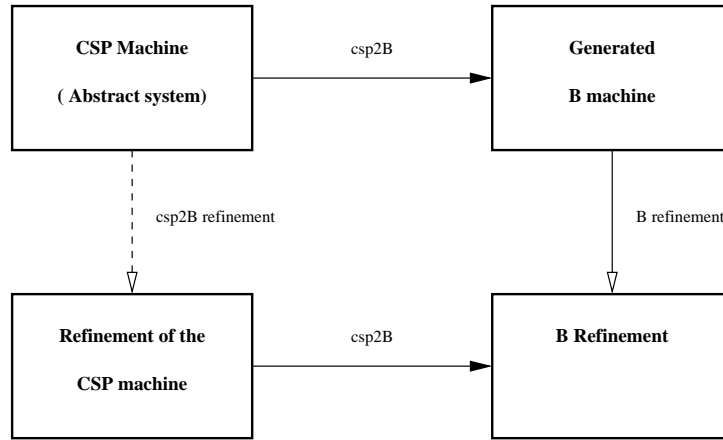 CSP Machine
( Abstract system)
csp2B
Generated
B machine
csp2B refinement
B refinement
Refinement of the
CSP machine
csp2B
B Refinement